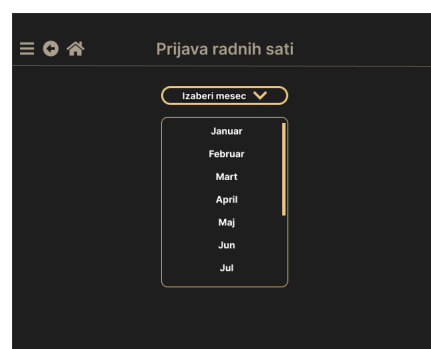 Prijava radnih sati
Izaberi mesec
Januar
Februar
Mart
April
Maj
Jun
Jul